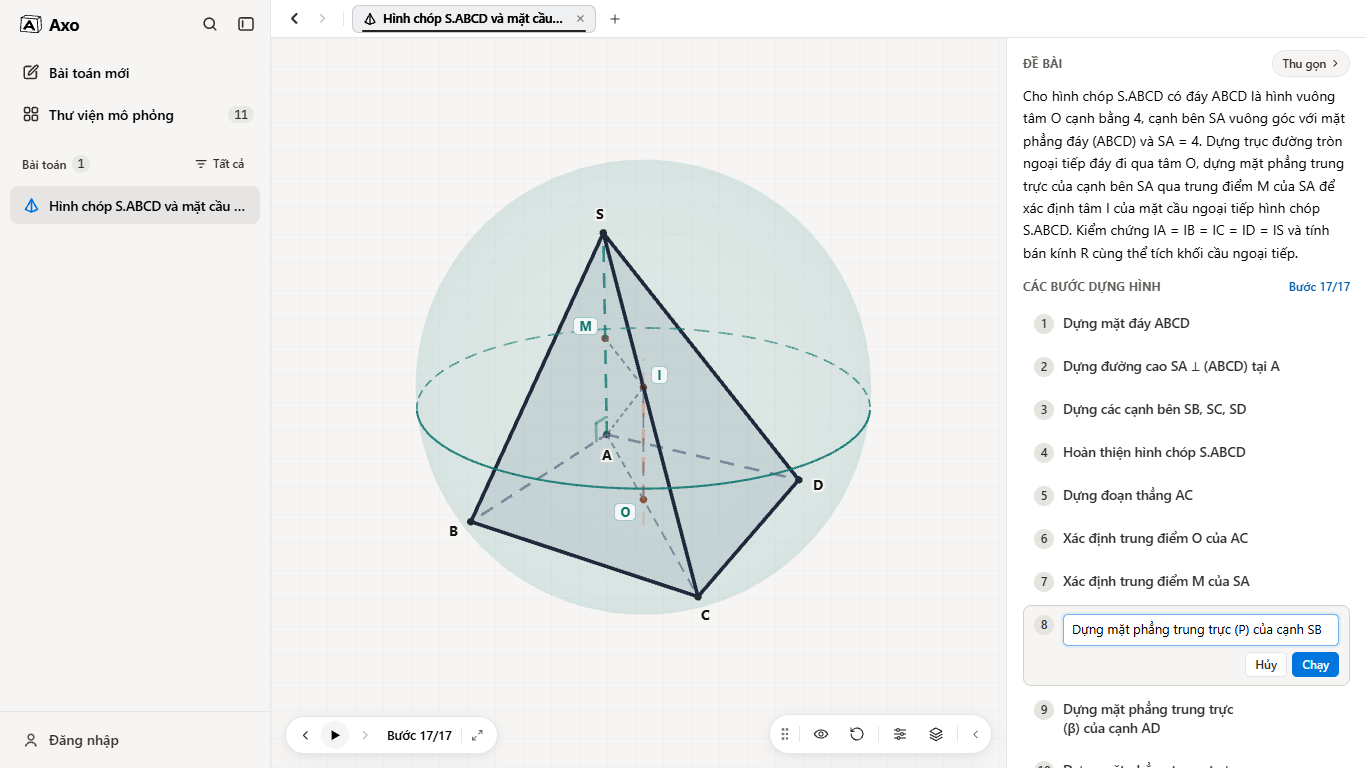 Axo
Bài toán mới
Thư viện mô phỏng 11
Bài toán 1 Tất cả
Hình chóp S.ABCD và mặt cầu ...
Đăng nhập
Hình chóp S.ABCD và mặt cầu...
S
M
I
A
D
O
B
C
Bước 17/17
ĐỀ BÀI
Thu gọn
Cho hình chóp S.ABCD có đáy ABCD là hình vuông
tâm O cạnh bằng 4, cạnh bên SA vuông góc với mặt
phẳng đáy (ABCD) và SA = 4. Dựng trục đường tròn
ngoại tiếp đáy đi qua tâm O, dựng mặt phẳng trung
trực của cạnh bên SA qua trung điểm M của SA để
xác định tâm I của mặt cầu ngoại tiếp hình chóp
S.ABCD. Kiểm chứng IA = IB = IC = ID = IS và tính
bán kính R cùng thể tích khối cầu ngoại tiếp.
CÁC BƯỚC DỰNG HÌNH
Bước 17/17
1 Dựng mặt đáy ABCD
2 Dựng đường cao SA ⊥ (ABCD) tại A
3 Dựng các cạnh bên SB, SC, SD
4 Hoàn thiện hình chóp S.ABCD
5 Dựng đoạn thẳng AC
6 Xác định trung điểm O của AC
7 Xác định trung điểm M của SA
8 Dựng mặt phẳng trung trực (P) của cạnh SB
Hủy Chạy
9 Dựng mặt phẳng trung trực
(β) của cạnh AD